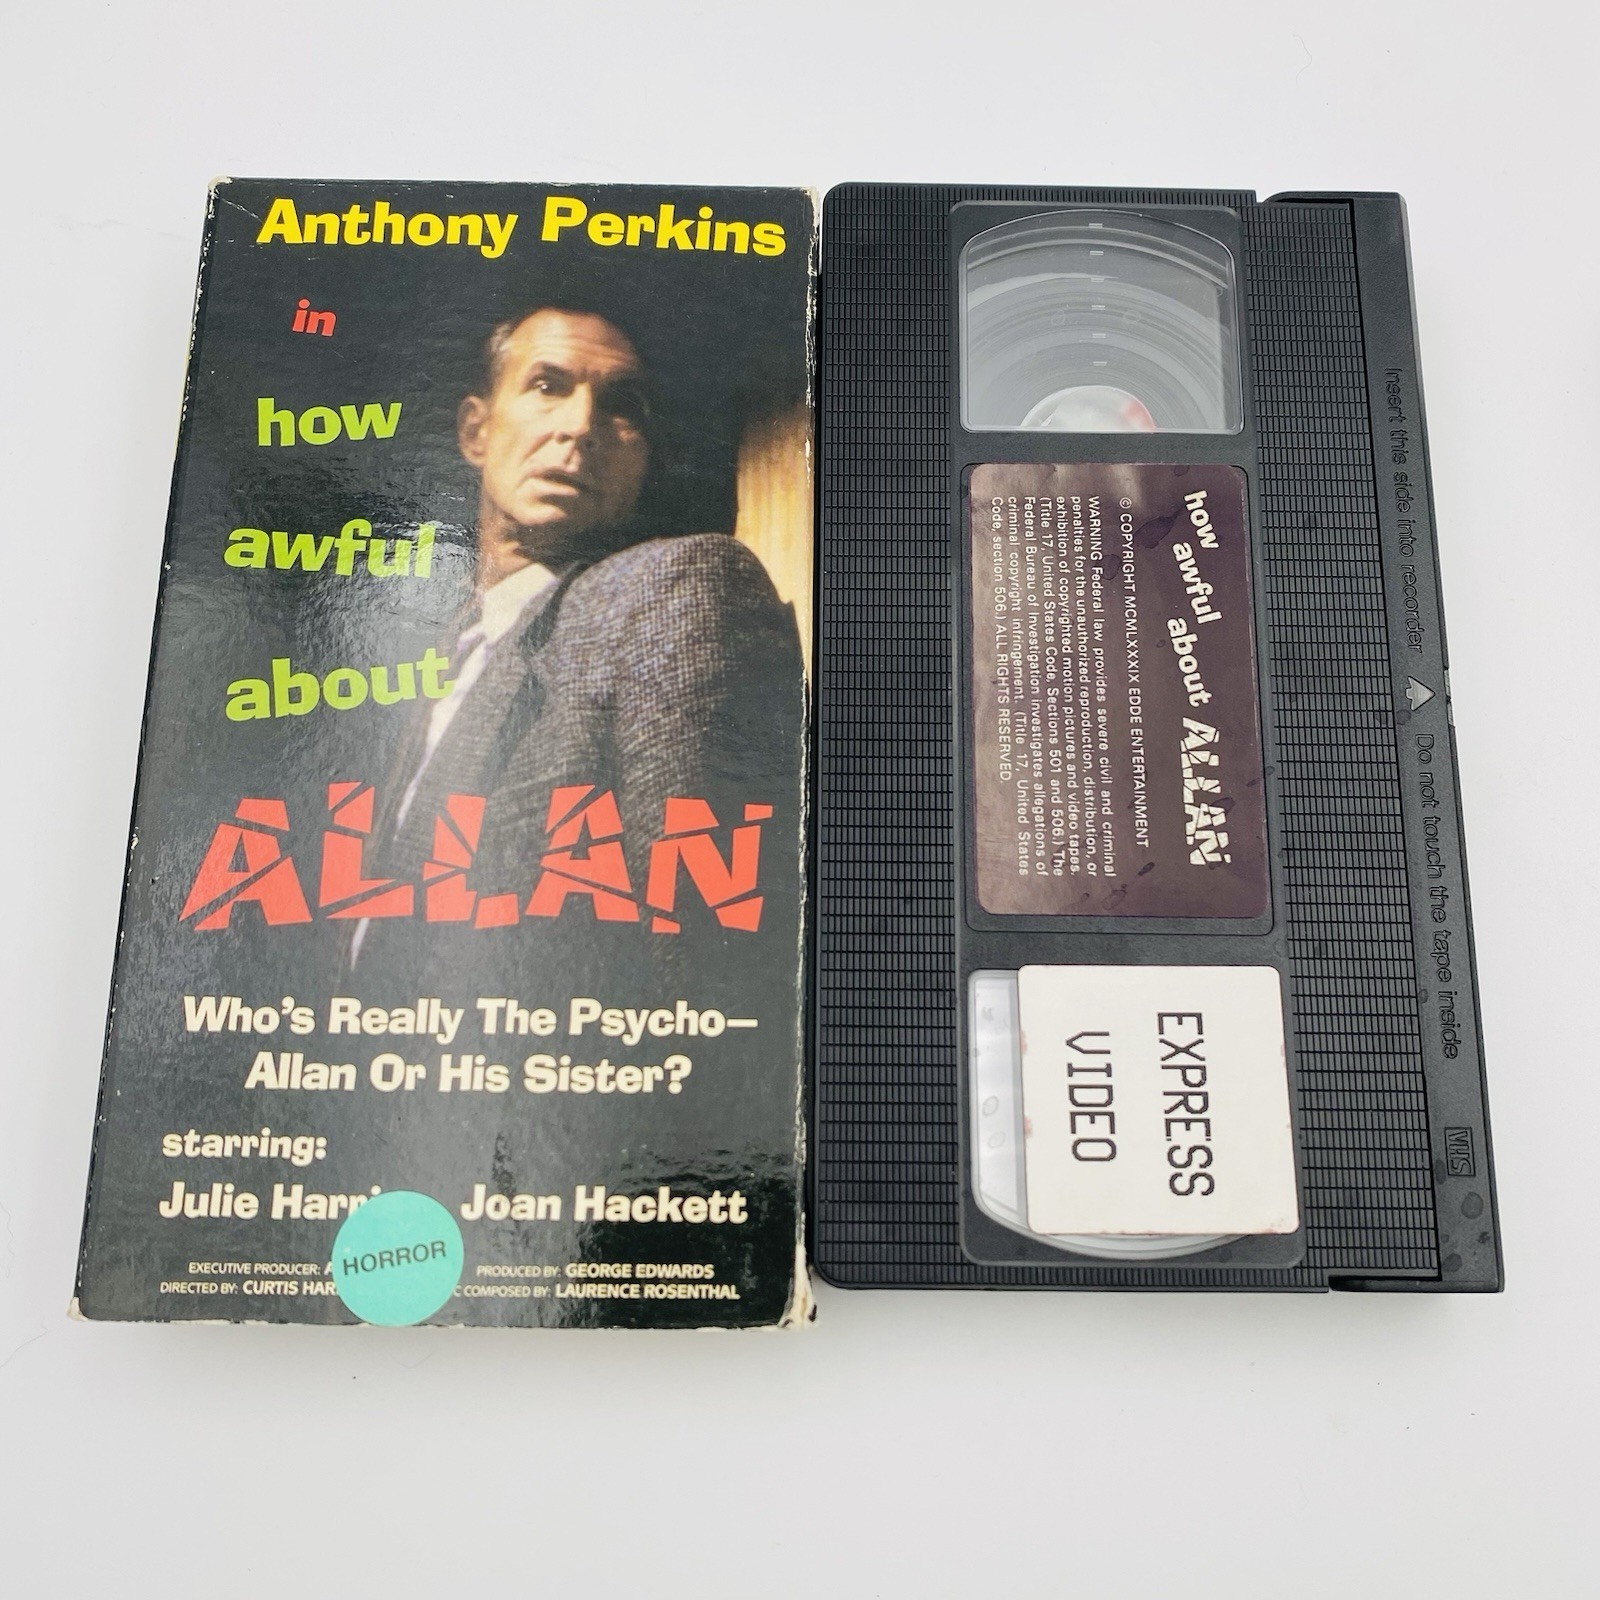 Anthony Perkins
in
how
awful
about
ALLAN
Who's Really The Psycho—
Allan Or His Sister?
starring:
Julie Joan Hackett
HORROR
EXECUTIVE PRODUCER: PRODUCED BY: GEORGE EDWARDS
DIRECTED BY: CURTIS COMPOSED BY: LAURENCE ROSENTHAL
how
awful
about
ALLAN
© COPYRIGHT MCMLXXXIX EDDE ENTERTAINMENT
WARNING Federal law provides severe civil and criminal
penalties for the unauthorized reproduction, distribution, or
exhibition of copyrighted motion pictures and video tapes.
(Title 17, United States Code, Sections 501 and 506.) The
Federal Bureau of Investigation investigates allegations of
criminal copyright infringement. (Title 17, United States
Code, section 506.) ALL RIGHTS RESERVED.
EXPRESS
VIDEO
Insert this side into recorder Do not touch the tape inside
VHS